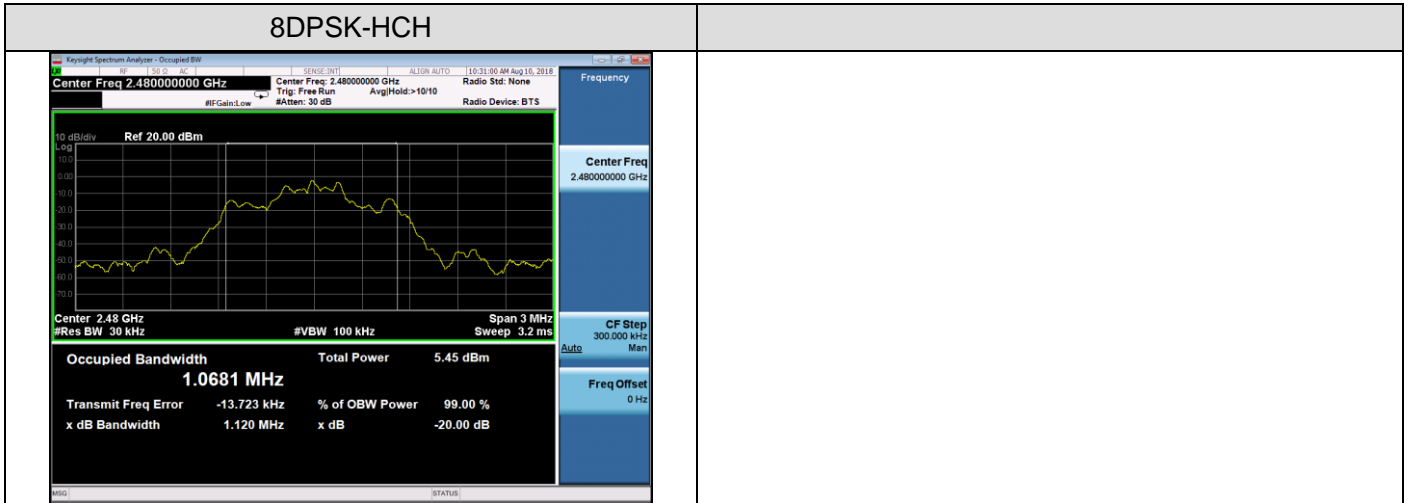 8DPSK-HCH
Keysight Spectrum Analyzer - Occupied BW
RF 50 Ω AC SENSE:INT ALIGN AUTO 10:31:00 AM Aug 10, 2018
Center Freq 2.480000000 GHz
Center Freq: 2.480000000 GHz
Radio Std: None
Trig: Free Run Avg|Hold:>10/10
#IFGain:Low
#Atten: 30 dB
Radio Device: BTS
10 dB/div Ref 20.00 dBm
Log
10.0
0.00
-10.0
-20.0
-30.0
-40.0
-50.0
-60.0
-70.0
Center 2.48 GHz
Span 3 MHz
#Res BW 30 kHz
#VBW 100 kHz
Sweep 3.2 ms
Occupied Bandwidth
Total Power 5.45 dBm
1.0681 MHz
Transmit Freq Error -13.723 kHz
% of OBW Power 99.00 %
x dB Bandwidth 1.120 MHz
x dB -20.00 dB
MSG
STATUS
Frequency
Center Freq
2.480000000 GHz
CF Step
300.000 kHz
Auto Man
Freq Offset
0 Hz